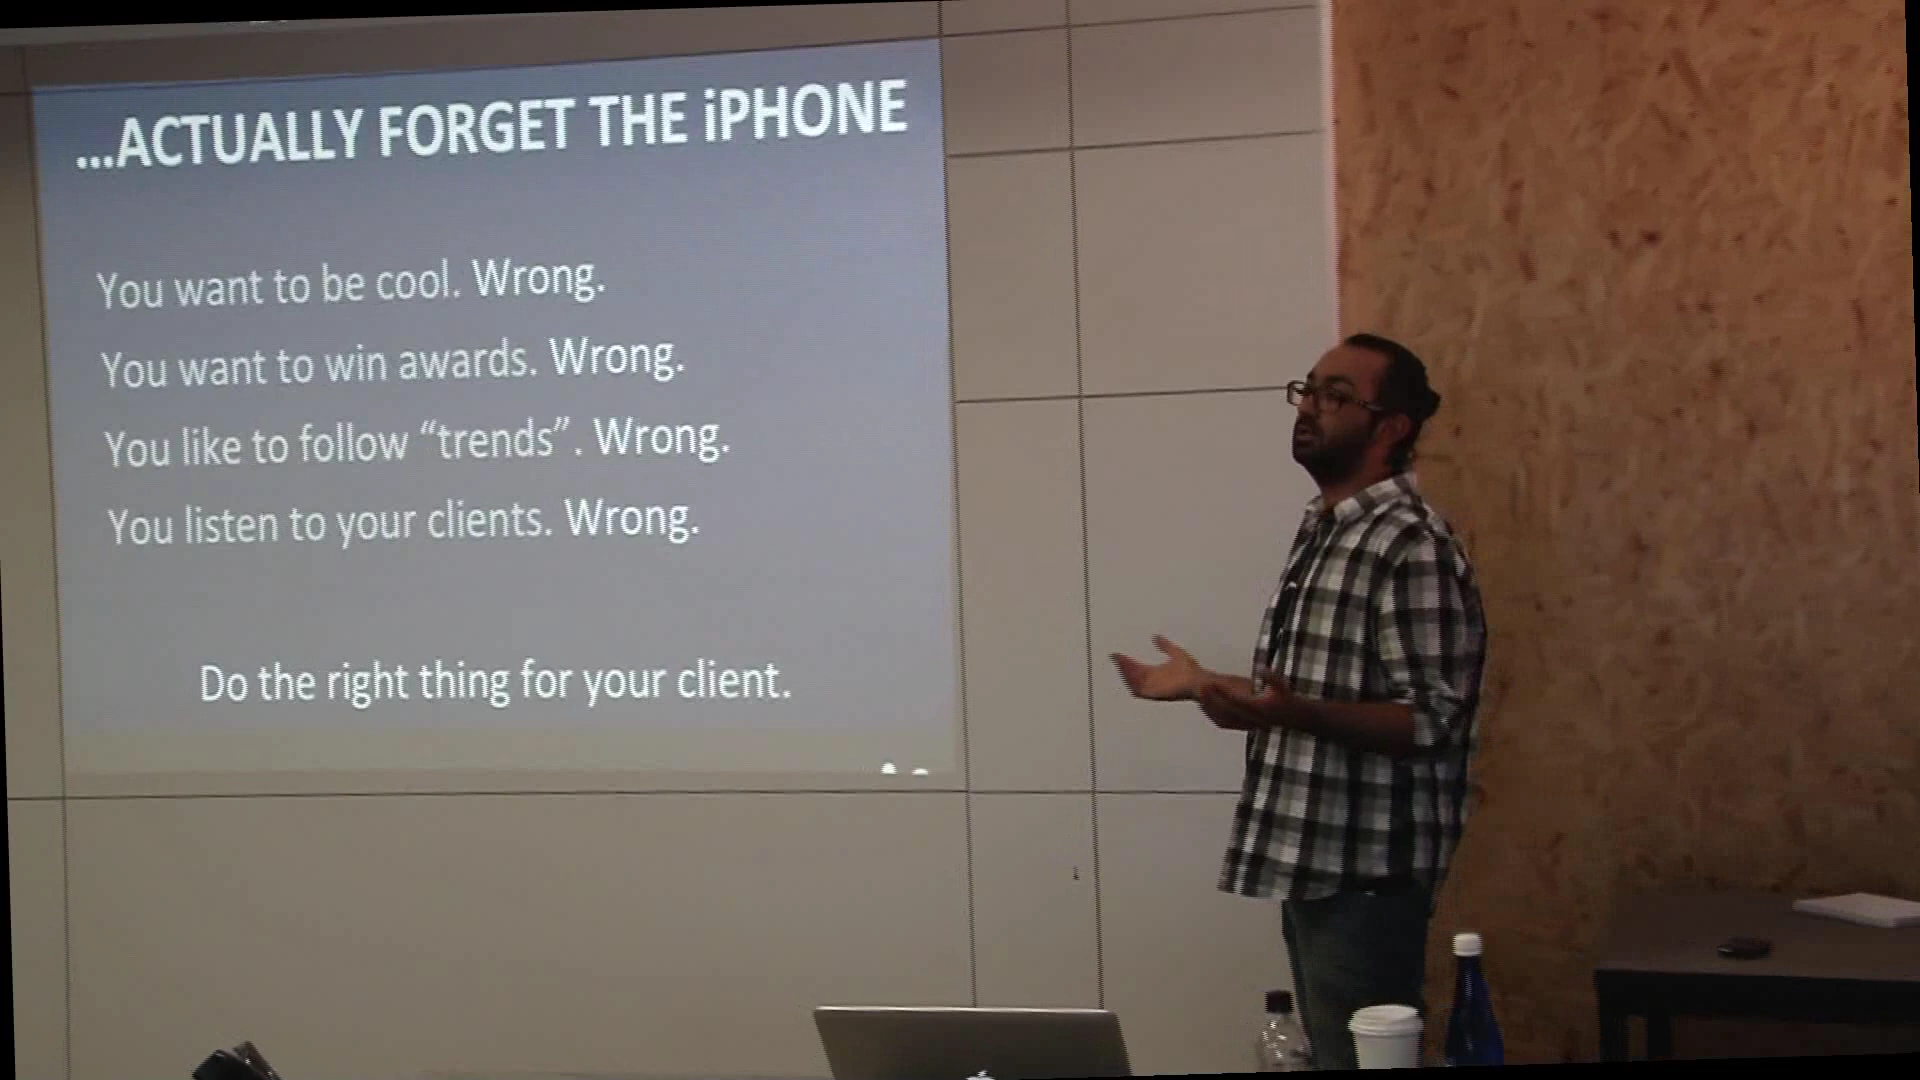 ...ACTUALLY FORGET THE iPHONE
You want to be cool. Wrong.
You want to win awards. Wrong.
You like to follow “trends”. Wrong.
You listen to your clients. Wrong.
Do the right thing for your client.